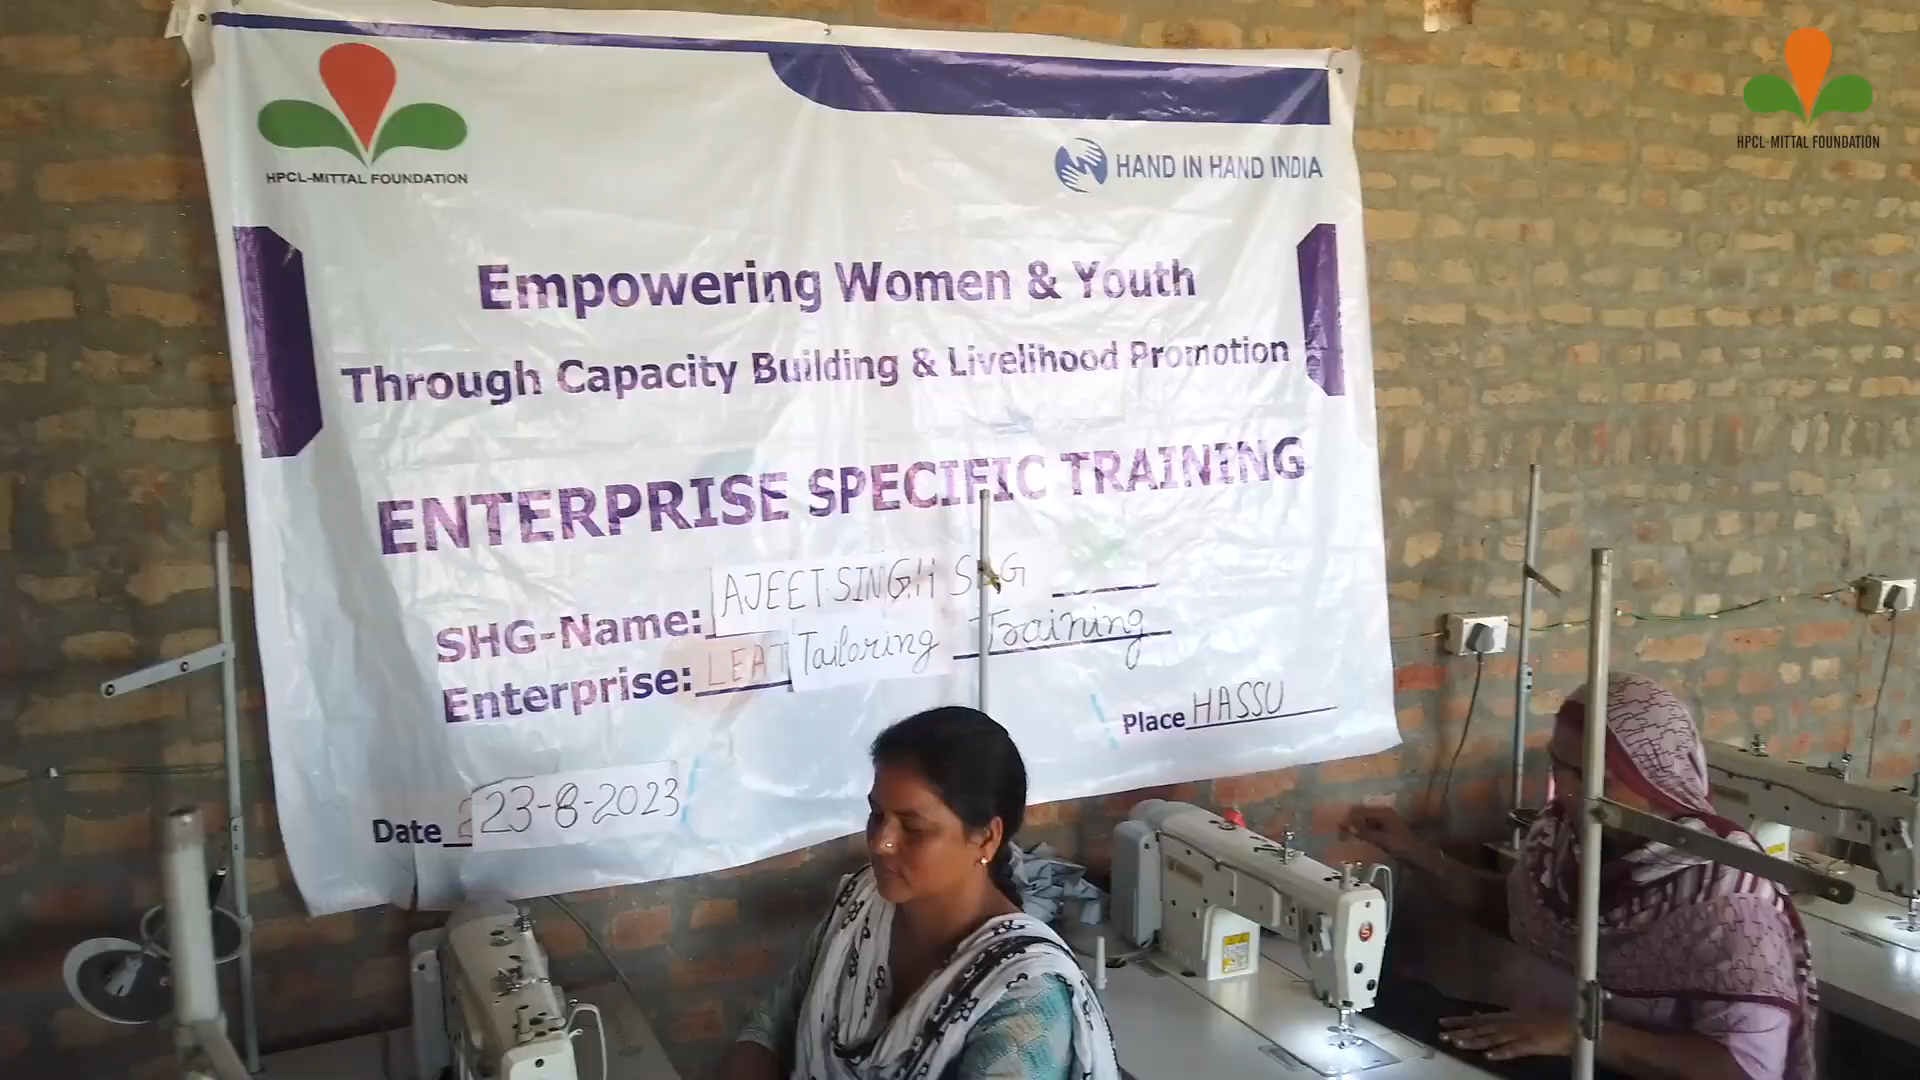 HPCL-MITTAL FOUNDATION
HAND IN HAND INDIA
HPCL-MITTAL FOUNDATION
Empowering Women & Youth
Through Capacity Building & Livelihood Promotion
ENTERPRISE SPECIFIC TRAINING
SHG-Name: AJEET SINGH SHG
Enterprise: LEAT Tailoring Training
Place HASSU
Date 23-8-2023